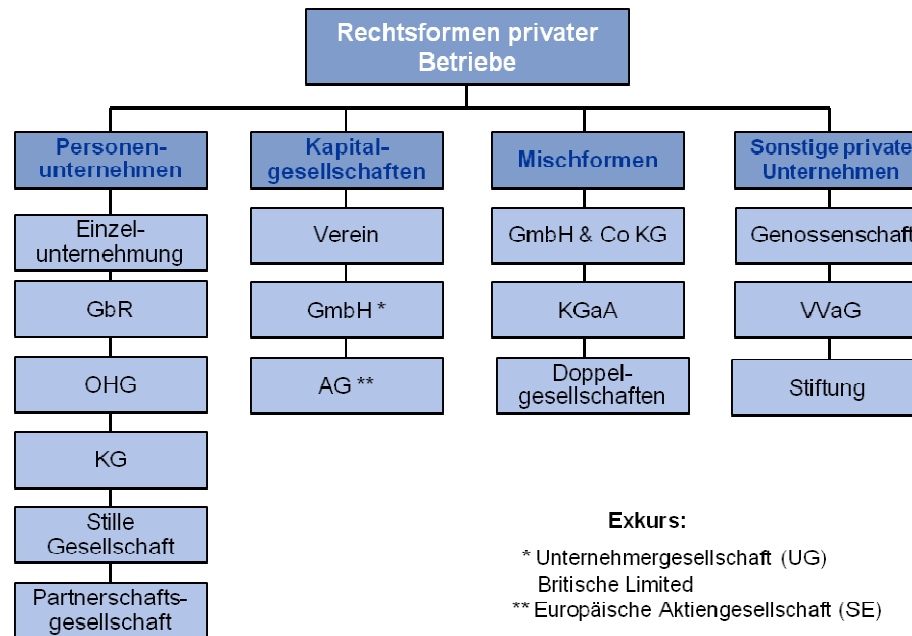 Rechtsformen privater
Betriebe
Personen-
unternehmen
Einzel-
unternehmung
GbR
OHG
KG
Stille
Gesellschaft
Partnerschafts-
gesellschaft
Kapital-
gesellschaften
Verein
GmbH *
AG **
Mischformen
GmbH & Co KG
KGaA
Doppel-
gesellschaften
Sonstige private
Unternehmen
Genossenschaft
VVaG
Stiftung
Exkurs:
* Unternehmergesellschaft (UG)
Britische Limited
** Europäische Aktiengesellschaft (SE)